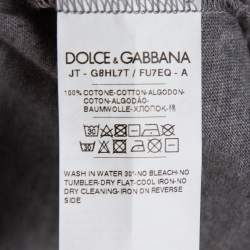 DOLCE & GABBANA
JT - G8HL7T / FU7EQ - A
100% COTONE-COTTON-ALGODON-
COTON-ALGODÃO-
BAUMWOLLE-ХЛОПОК-棉
WASH IN WATER 30°-NO BLEACH-NO
TUMBLER-DRY FLAT-COOL IRON-NO
DRY CLEANING-IRON ON REVERSE
SIDE